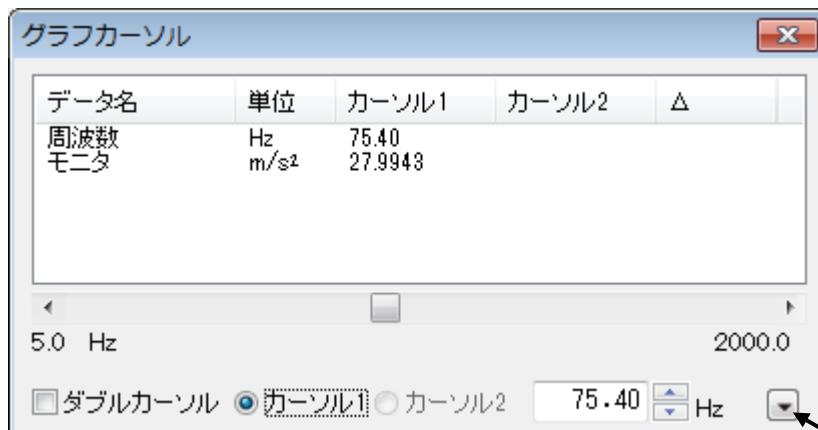 グラフカーソル
データ名 単位 カーソル1 カーソル2 Δ
周波数 Hz 75.40
モニタ m/s² 27.9943
5.0 Hz 2000.0
ダブルカーソル カーソル1 カーソル2 75.40 Hz